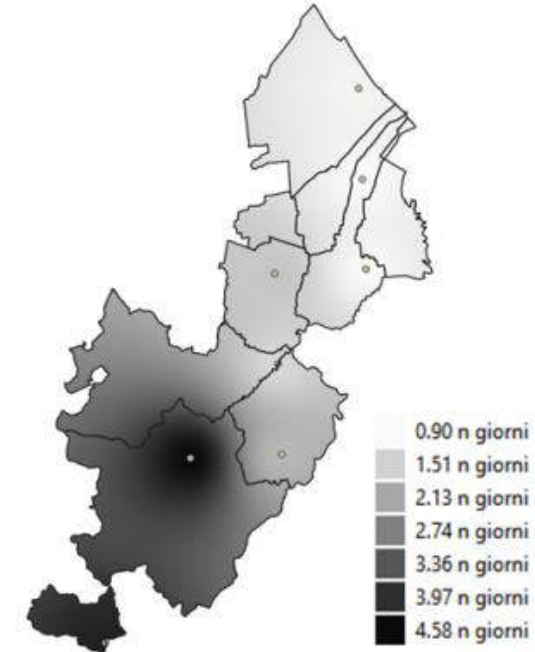 0.90 n giorni
1.51 n giorni
2.13 n giorni
2.74 n giorni
3.36 n giorni
3.97 n giorni
4.58 n giorni